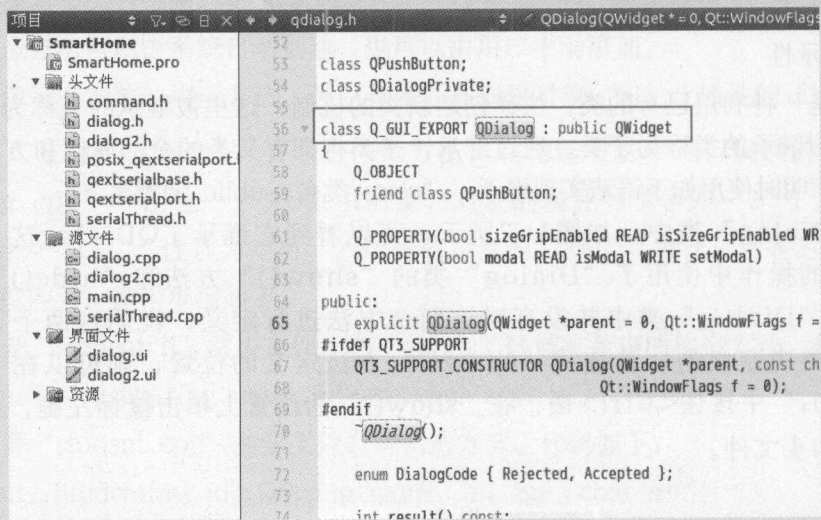 项目
qdialog.h
QDialog(QWidget * = 0, Qt::WindowFlags
SmartHome
SmartHome.pro
头文件
command.h
dialog.h
dialog2.h
posix_qextserialport.
qextserialbase.h
qextserialport.h
serialThread.h
源文件
dialog.cpp
dialog2.cpp
main.cpp
serialThread.cpp
界面文件
dialog.ui
dialog2.ui
资源
52
53 class QPushButton;
54 class QDialogPrivate;
55
56 class Q_GUI_EXPORT QDialog : public QWidget
57
58 Q_OBJECT
59 friend class QPushButton;
60
61 Q_PROPERTY(bool sizeGripEnabled READ isSizeGripEnabled WR
62 Q_PROPERTY(bool modal READ isModal WRITE setModal)
63
64 public:
65 explicit QDialog(QWidget *parent = 0, Qt::WindowFlags f =
66 #ifdef QT3_SUPPORT
67 QT3_SUPPORT_CONSTRUCTOR QDialog(QWidget *parent, const ch
68 Qt::WindowFlags f = 0);
69 #endif
70 ~QDialog();
71
72 enum DialogCode { Rejected, Accepted };
73
74 int result() const;